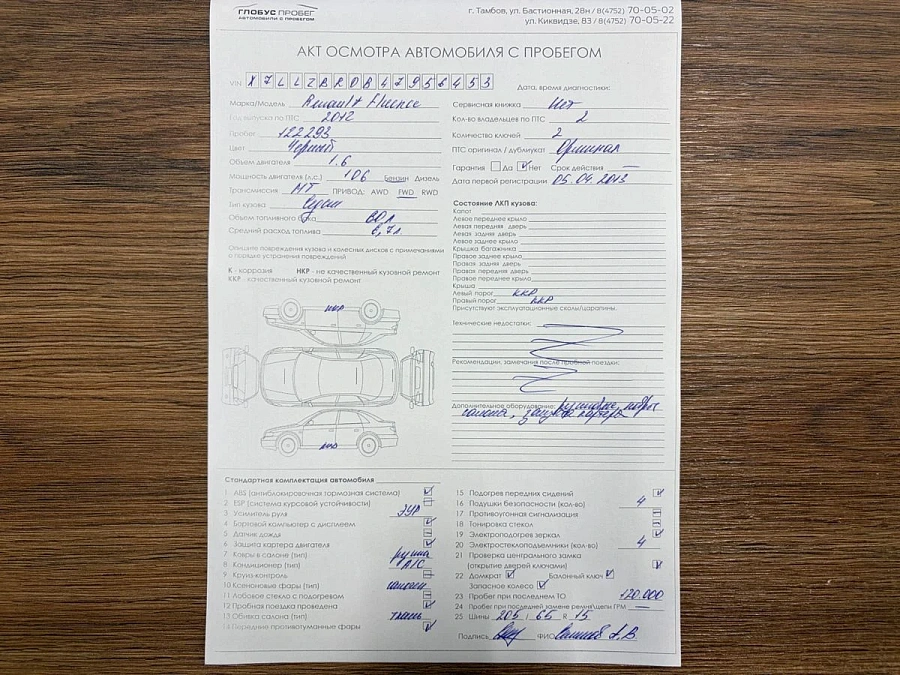 ГЛОБУС ПРОБЕГ
АВТОМОБИЛИ С ПРОБЕГОМ
г. Тамбов, ул. Бастионная, 28н / 8(4752) 70-05-02
ул. Киквидзе, 83 / 8(4752) 70-05-22
АКТ ОСМОТРА АВТОМОБИЛЯ С ПРОБЕГОМ
VIN X7LLZBR0B47956453
Дата, время диагностики:
Марка/Модель Renault Fluence
Год выпуска по ПТС 2012
Пробег 122293
Цвет Черный
Объем двигателя 1.6
Мощность двигателя (л.с.) 106 Бензин Дизель
Трансмиссия МТ ПРИВОД: AWD FWD RWD
Тип кузова Седан
Объем топливного бака 60 л
Средний расход топлива 6,7 л
Опишите повреждения кузова и колесных дисков с примечаниями
о порядке устранения повреждений
К - коррозия НКР - не качественный кузовной ремонт
ККР - качественный кузовной ремонт
ККР
ККР
Сервисная книжка Нет
Кол-во владельцев по ПТС 2
Количество ключей 2
ПТС оригинал / дубликат Оригинал
Гарантия Да Нет Срок действия —
Дата первой регистрации 05.04.2013
Состояние ЛКП кузова:
Капот
Левое переднее крыло
Левая передняя дверь
Левая задняя дверь
Левое заднее крыло
Крышка багажника
Правое заднее крыло
Правая задняя дверь
Правая передняя дверь
Правое переднее крыло
Крыша
Левый порог ККР
Правый порог ККР
Присутствуют эксплуатационные сколы/царапины.
Технические недостатки:
Рекомендации, замечания после пробной поездки:
Дополнительное оборудование:
салона, защита картера
Стандартная комплектация автомобиля
1 ABS (антиблокировочная тормозная система)
2 ESP (система курсовой устойчивости)
3 Усилитель руля ЭУР
4 Бортовой компьютер с дисплеем
5 Датчик дождя
6 Защита картера двигателя
7 Ковры в салоне (тип)
8 Кондиционер (тип)
9 Круиз-контроль
10 Ксеноновые фары (тип)
11 Лобовое стекло с подогревом
12 Пробная поездка проведена
13 Обивка салона (тип) ткань
14 Передние противотуманные фары
15 Подогрев передних сидений
16 Подушки безопасности (кол-во) 4
17 Противоугонная сигнализация
18 Тонировка стекол
19 Электроподогрев зеркал
20 Электростеклоподъемники (кол-во) 4
21 Проверка центрального замка
(открытие дверей ключами)
22 Домкрат Балонный ключ
Запасное колесо
23 Пробег при последнем ТО 120.000
24 Пробег при последней замене ремня/цепи ГРМ —
25 Шины 205 / 65 R 15
Подпись ФИО